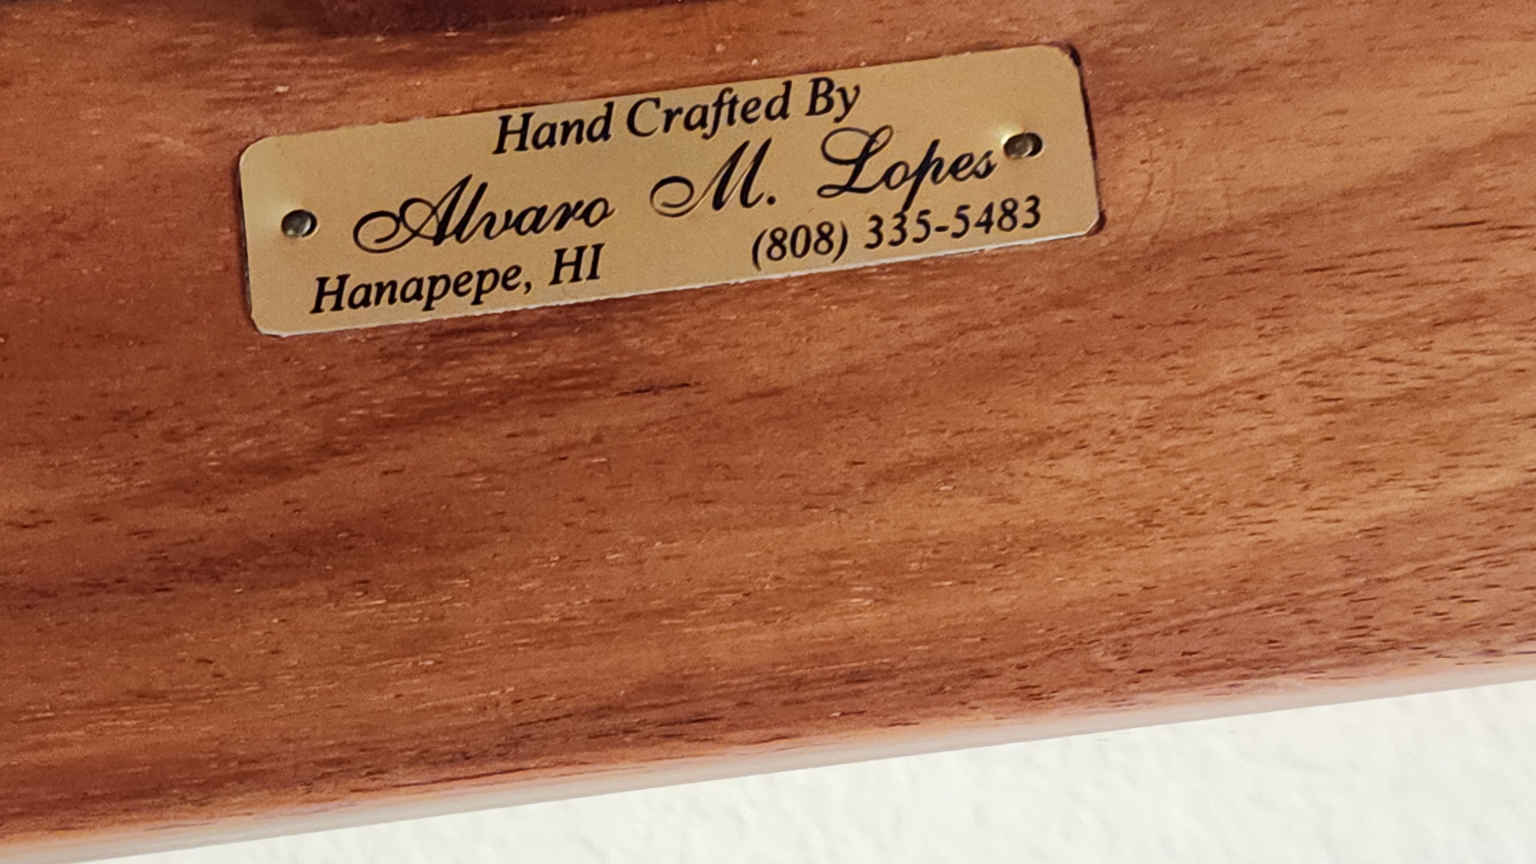 Hand Crafted By
Alvaro M. Lopes
Hanapepe, HI (808) 335-5483